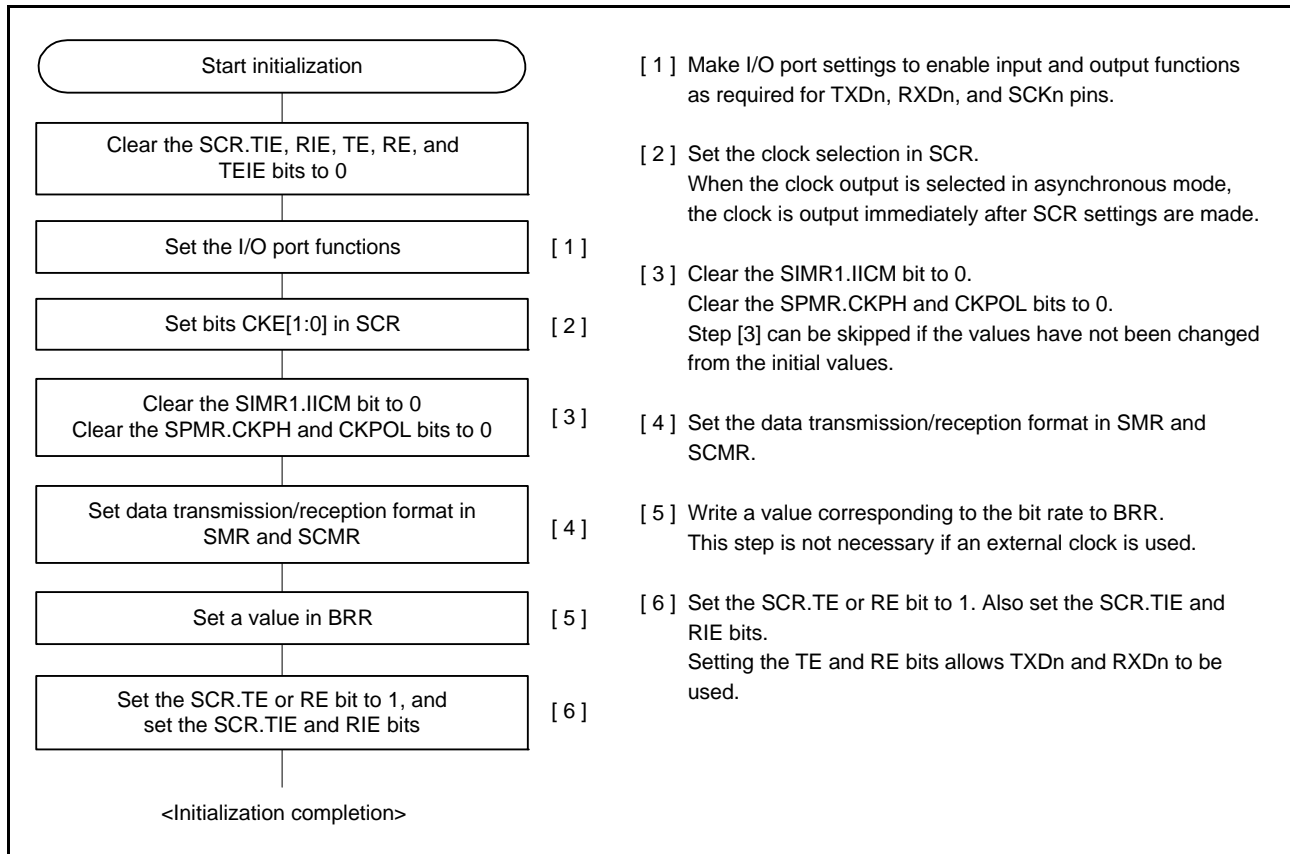 Start initialization
Clear the SCR.TIE, RIE, TE, RE, and
TEIE bits to 0
Set the I/O port functions
[ 1 ]
Set bits CKE[1:0] in SCR
[ 2 ]
Clear the SIMR1.IICM bit to 0
Clear the SPMR.CKPH and CKPOL bits to 0
[ 3 ]
Set data transmission/reception format in
SMR and SCMR
[ 4 ]
Set a value in BRR
[ 5 ]
Set the SCR.TE or RE bit to 1, and
set the SCR.TIE and RIE bits
[ 6 ]
<Initialization completion>
[ 1 ] Make I/O port settings to enable input and output functions
as required for TXDn, RXDn, and SCKn pins.
[ 2 ] Set the clock selection in SCR.
When the clock output is selected in asynchronous mode,
the clock is output immediately after SCR settings are made.
[ 3 ] Clear the SIMR1.IICM bit to 0.
Clear the SPMR.CKPH and CKPOL bits to 0.
Step [3] can be skipped if the values have not been changed
from the initial values.
[ 4 ] Set the data transmission/reception format in SMR and
SCMR.
[ 5 ] Write a value corresponding to the bit rate to BRR.
This step is not necessary if an external clock is used.
[ 6 ] Set the SCR.TE or RE bit to 1. Also set the SCR.TIE and
RIE bits.
Setting the TE and RE bits allows TXDn and RXDn to be
used.